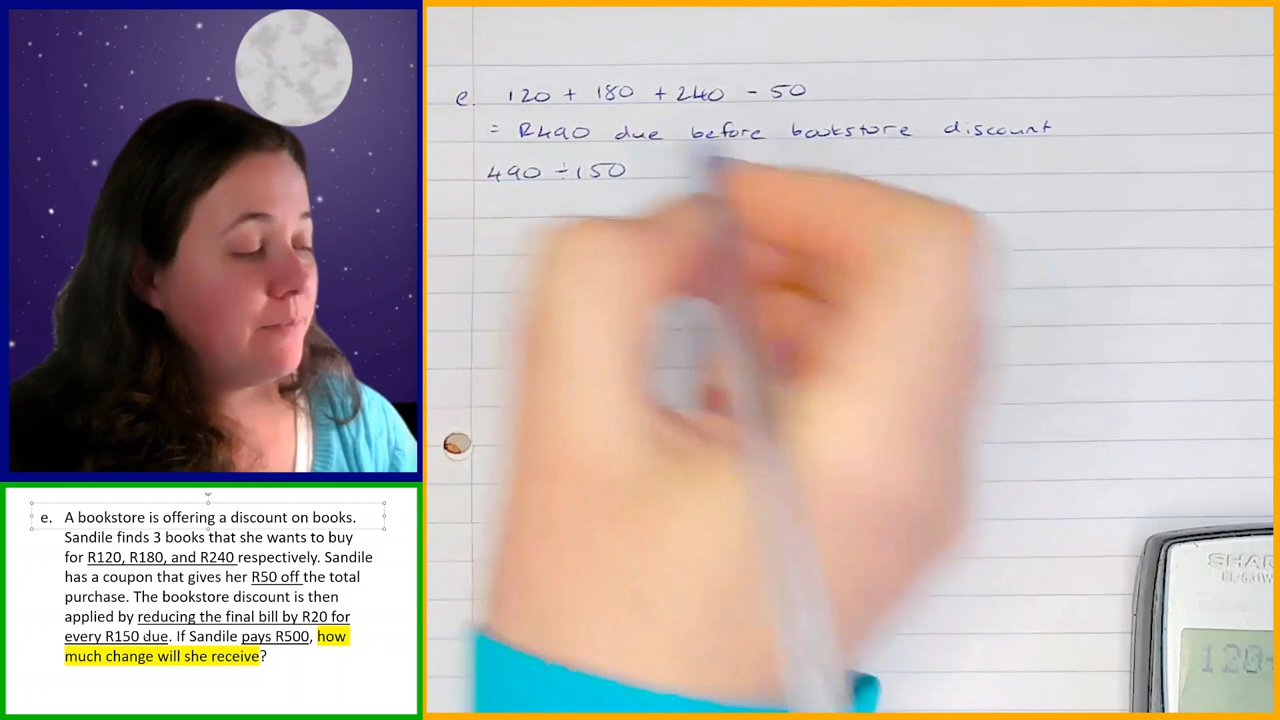 e. A bookstore is offering a discount on books.
Sandile finds 3 books that she wants to buy
for R120, R180, and R240 respectively. Sandile
has a coupon that gives her R50 off the total
purchase. The bookstore discount is then
applied by reducing the final bill by R20 for
every R150 due. If Sandile pays R500, how
much change will she receive?
e. 120 + 180 + 240 - 50
= R490 due before bookstore discount
490 ÷ 150
SHAR
120